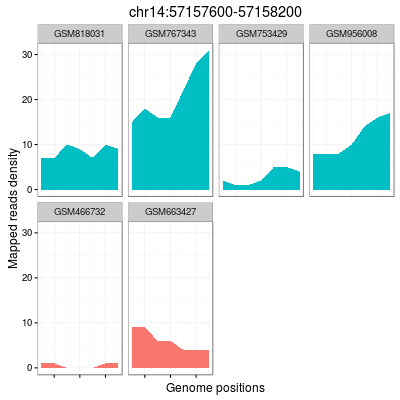 chr14:57157600-57158200
GSM818031 GSM767343 GSM753429 GSM956008
30
20
10
0
GSM466732 GSM663427
30
20
10
0
Mapped reads density
Genome positions